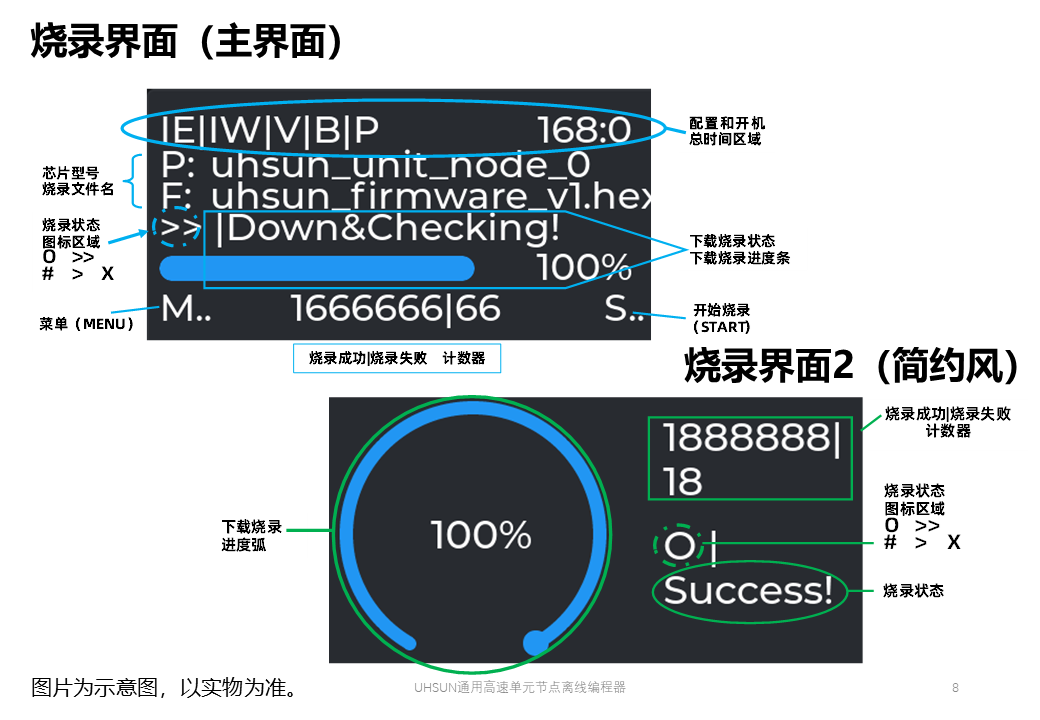 烧录界面（主界面）
IE|IW|V|B|P 168:0
配置和开机
总时间区域
芯片型号
烧录文件名
P: uhsun_unit_node_0
F: uhsun_firmware_v1.hex
烧录状态
图标区域
O >>
# > X
>> |Down&Checking!
100%
下载烧录状态
下载烧录进度条
菜单（MENU）
M.. 1666666|66 S..
开始烧录
(START)
烧录成功|烧录失败 计数器
烧录界面2（简约风）
1888888|
18
烧录成功|烧录失败
计数器
下载烧录
进度弧
100%
O |
Success!
烧录状态
图标区域
O >>
# > X
烧录状态
图片为示意图，以实物为准。
UHSUN通用高速单元节点离线编程器
8